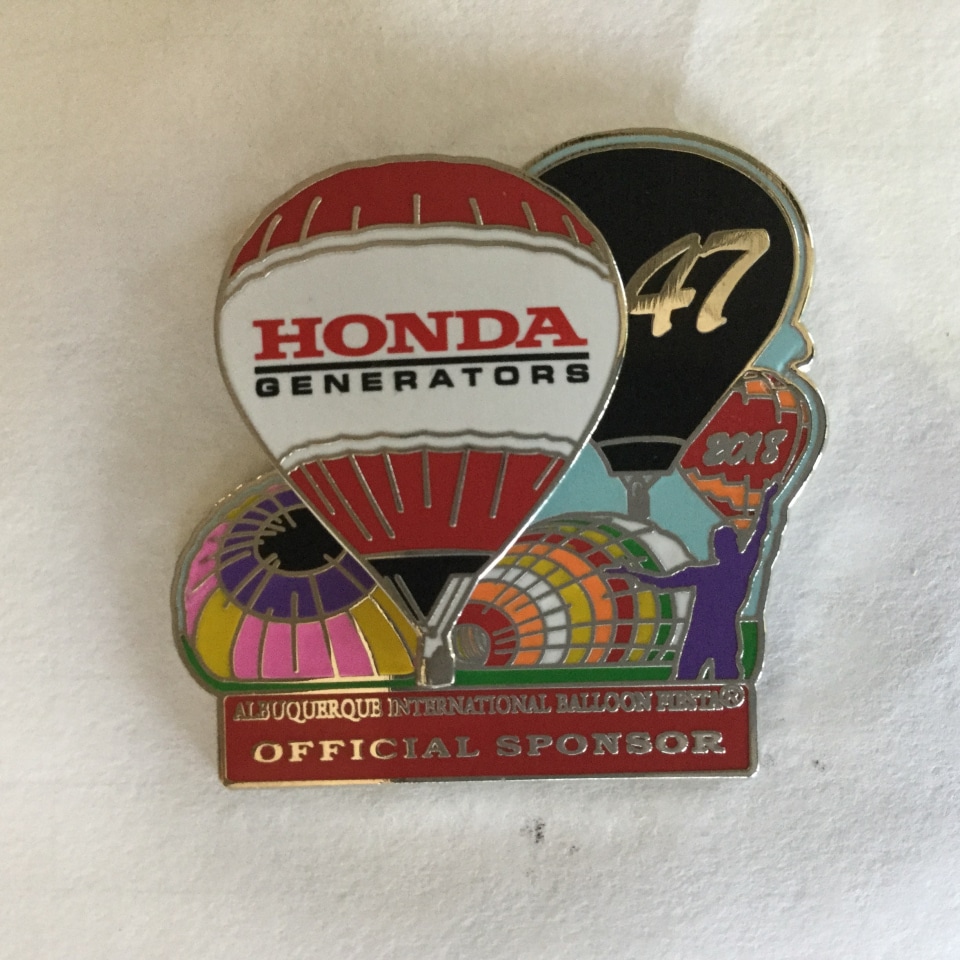 HONDA
GENERATORS
47
2018
ALBUQUERQUE INTERNATIONAL BALLOON FIESTA®
OFFICIAL SPONSOR